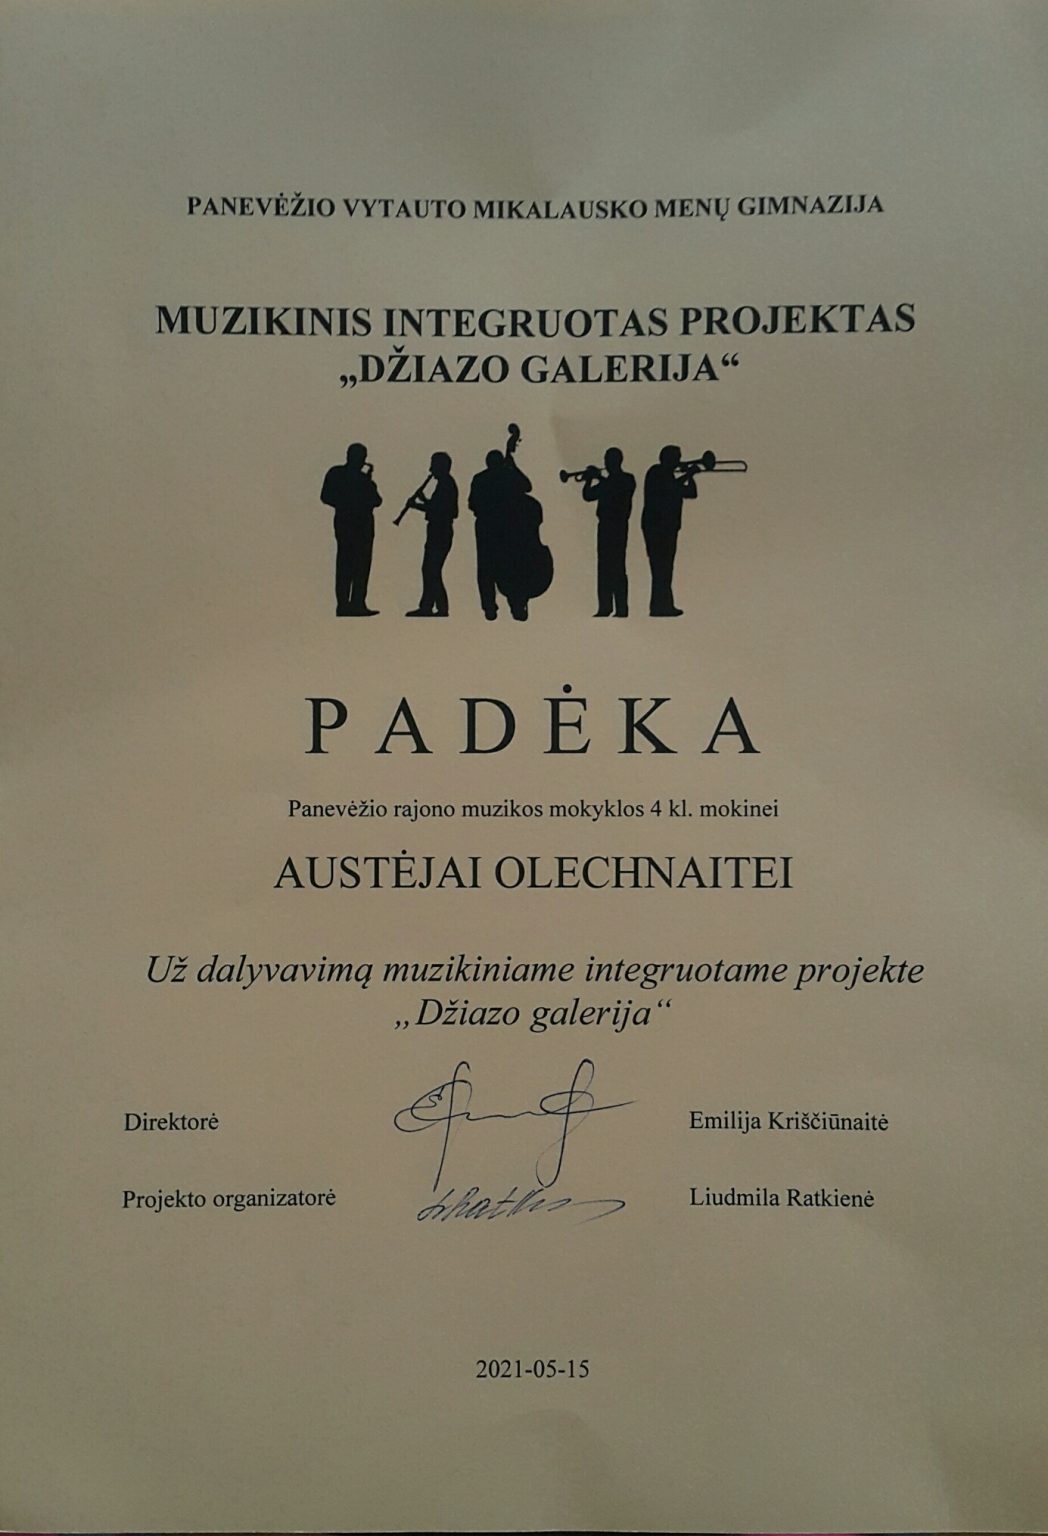 PANEVĖŽIO VYTAUTO MIKALAUSKO MENŲ GIMNAZIJA
MUZIKINIS INTEGRUOTAS PROJEKTAS
„DŽIAZO GALERIJA“
PADĖKA
Panevėžio rajono muzikos mokyklos 4 kl. mokinei
AUSTĖJAI OLECHNAITEI
Už dalyvavimą muzikiniame integruotame projekte
„Džiazo galerija“
Direktorė Emilija Kriščiūnaitė
Projekto organizatorė Liudmila Ratkienė
2021-05-15